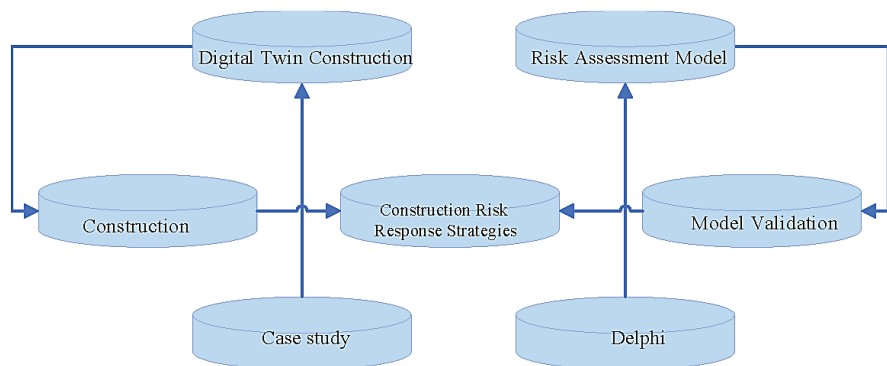 Digital Twin Construction
Risk Assessment Model
Construction
Construction Risk
Response Strategies
Model Validation
Case study
Delphi